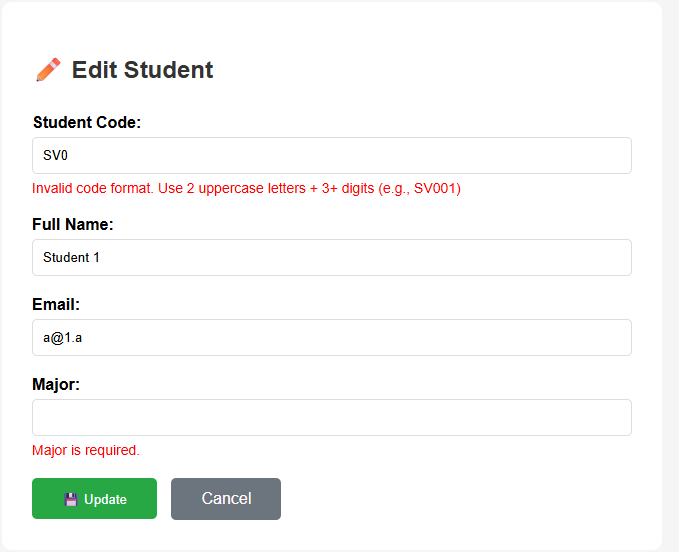 Edit Student
Student Code:
SV0
Invalid code format. Use 2 uppercase letters + 3+ digits (e.g., SV001)
Full Name:
Student 1
Email:
a@1.a
Major:
Major is required.
Update
Cancel